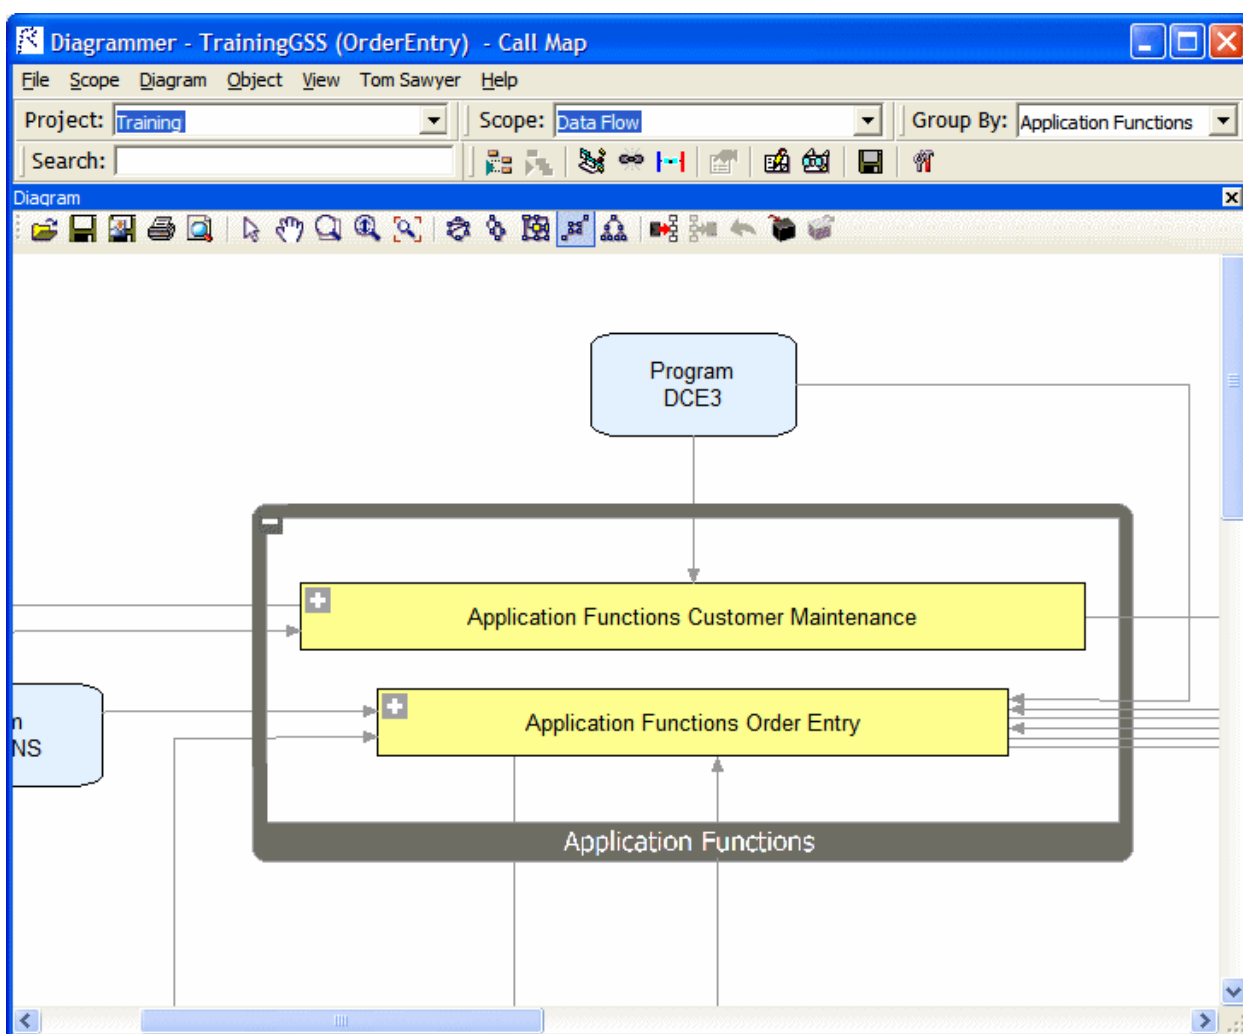 Diagrammer - TrainingGSS (OrderEntry) - Call Map
File Scope Diagram Object View Tom Sawyer Help
Project: Training Scope: Data Flow Group By: Application Functions
Search:
Diagram
Program
DCE3
Application Functions Customer Maintenance
m
NS
Application Functions Order Entry
Application Functions